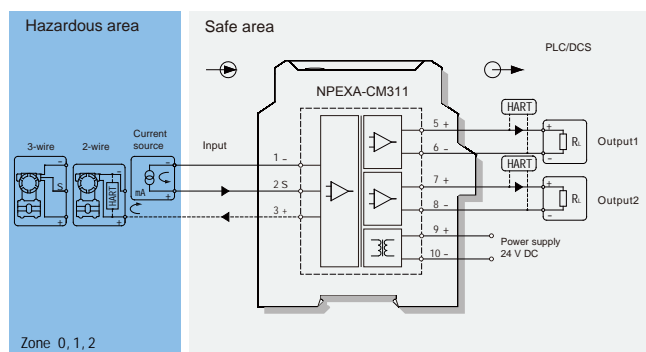 Hazardous area
Safe area
PLC/DCS
NPEXA-CM311
HART
3-wire
2-wire
Current
source
Input
5 +
6 –
+
–
RL
Output1
HART
1 –
2 S
3 +
7 +
8 –
+
–
RL
Output2
–
S
+
–
HART
+
–
mA
+
9 +
10 –
Power supply
24 V DC
Zone 0, 1, 2